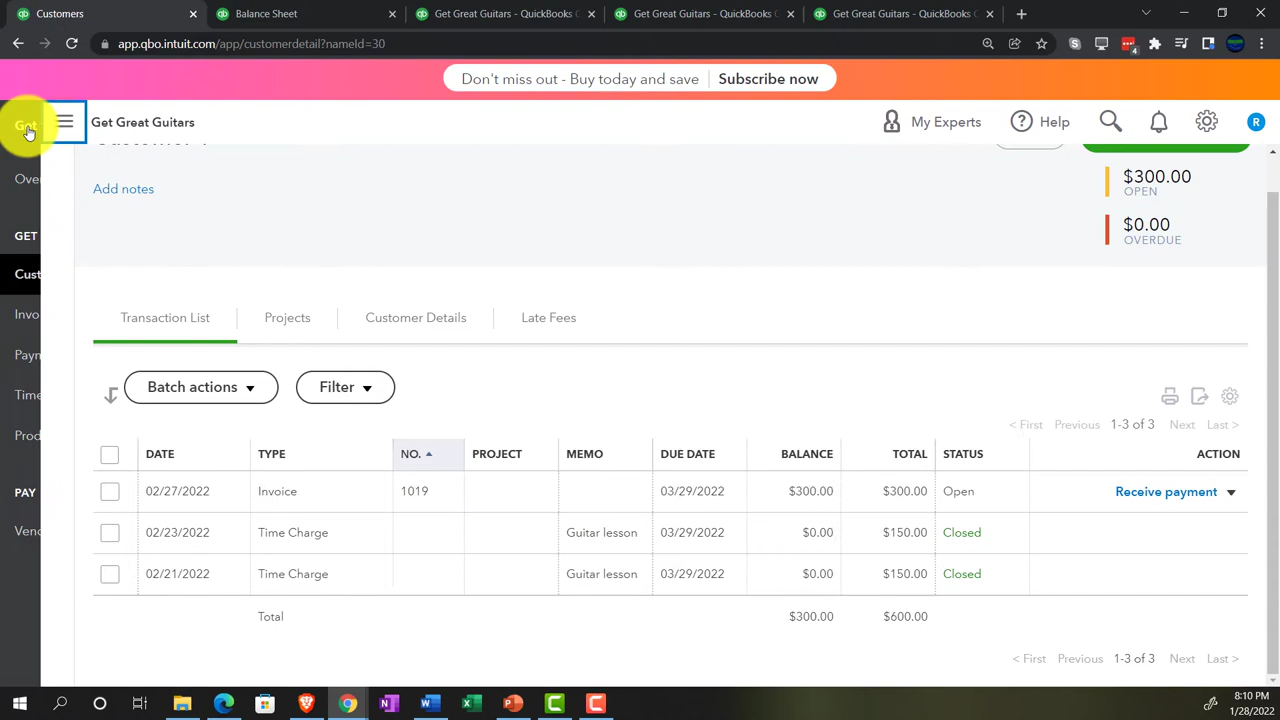 Customers
Balance Sheet
Get Great Guitars - QuickBooks
Get Great Guitars - QuickBooks
Get Great Guitars - QuickBooks
app.qbo.intuit.com/app/customerdetail?nameId=30
4
Don't miss out - Buy today and save
Subscribe now
Get Great Guitars
My Experts
Help
R
Add notes
$300.00
OPEN
$0.00
OVERDUE
GET
Cust
Invo
Paym
Time
Prod
PAY
Vend
Transaction List
Projects
Customer Details
Late Fees
Batch actions
Filter
< First Previous 1-3 of 3 Next Last >
DATE TYPE NO. PROJECT MEMO DUE DATE BALANCE TOTAL STATUS ACTION
02/27/2022 Invoice 1019 03/29/2022 $300.00 $300.00 Open Receive payment
02/23/2022 Time Charge Guitar lesson 03/29/2022 $0.00 $150.00 Closed
02/21/2022 Time Charge Guitar lesson 03/29/2022 $0.00 $150.00 Closed
Total $300.00 $600.00
< First Previous 1-3 of 3 Next Last >
8:10 PM
1/28/2022